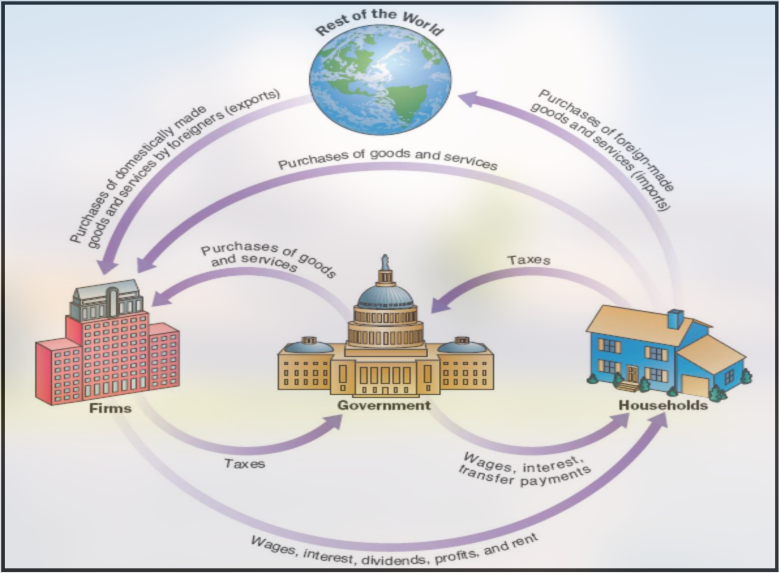 Rest of the World
Purchases of domestically made
goods and services by foreigners (exports)
Purchases of foreign-made
goods and services (imports)
Purchases of goods and services
Purchases of goods
and services
Taxes
Firms
Government
Households
Taxes
Wages, interest,
transfer payments
Wages, interest, dividends, profits, and rent